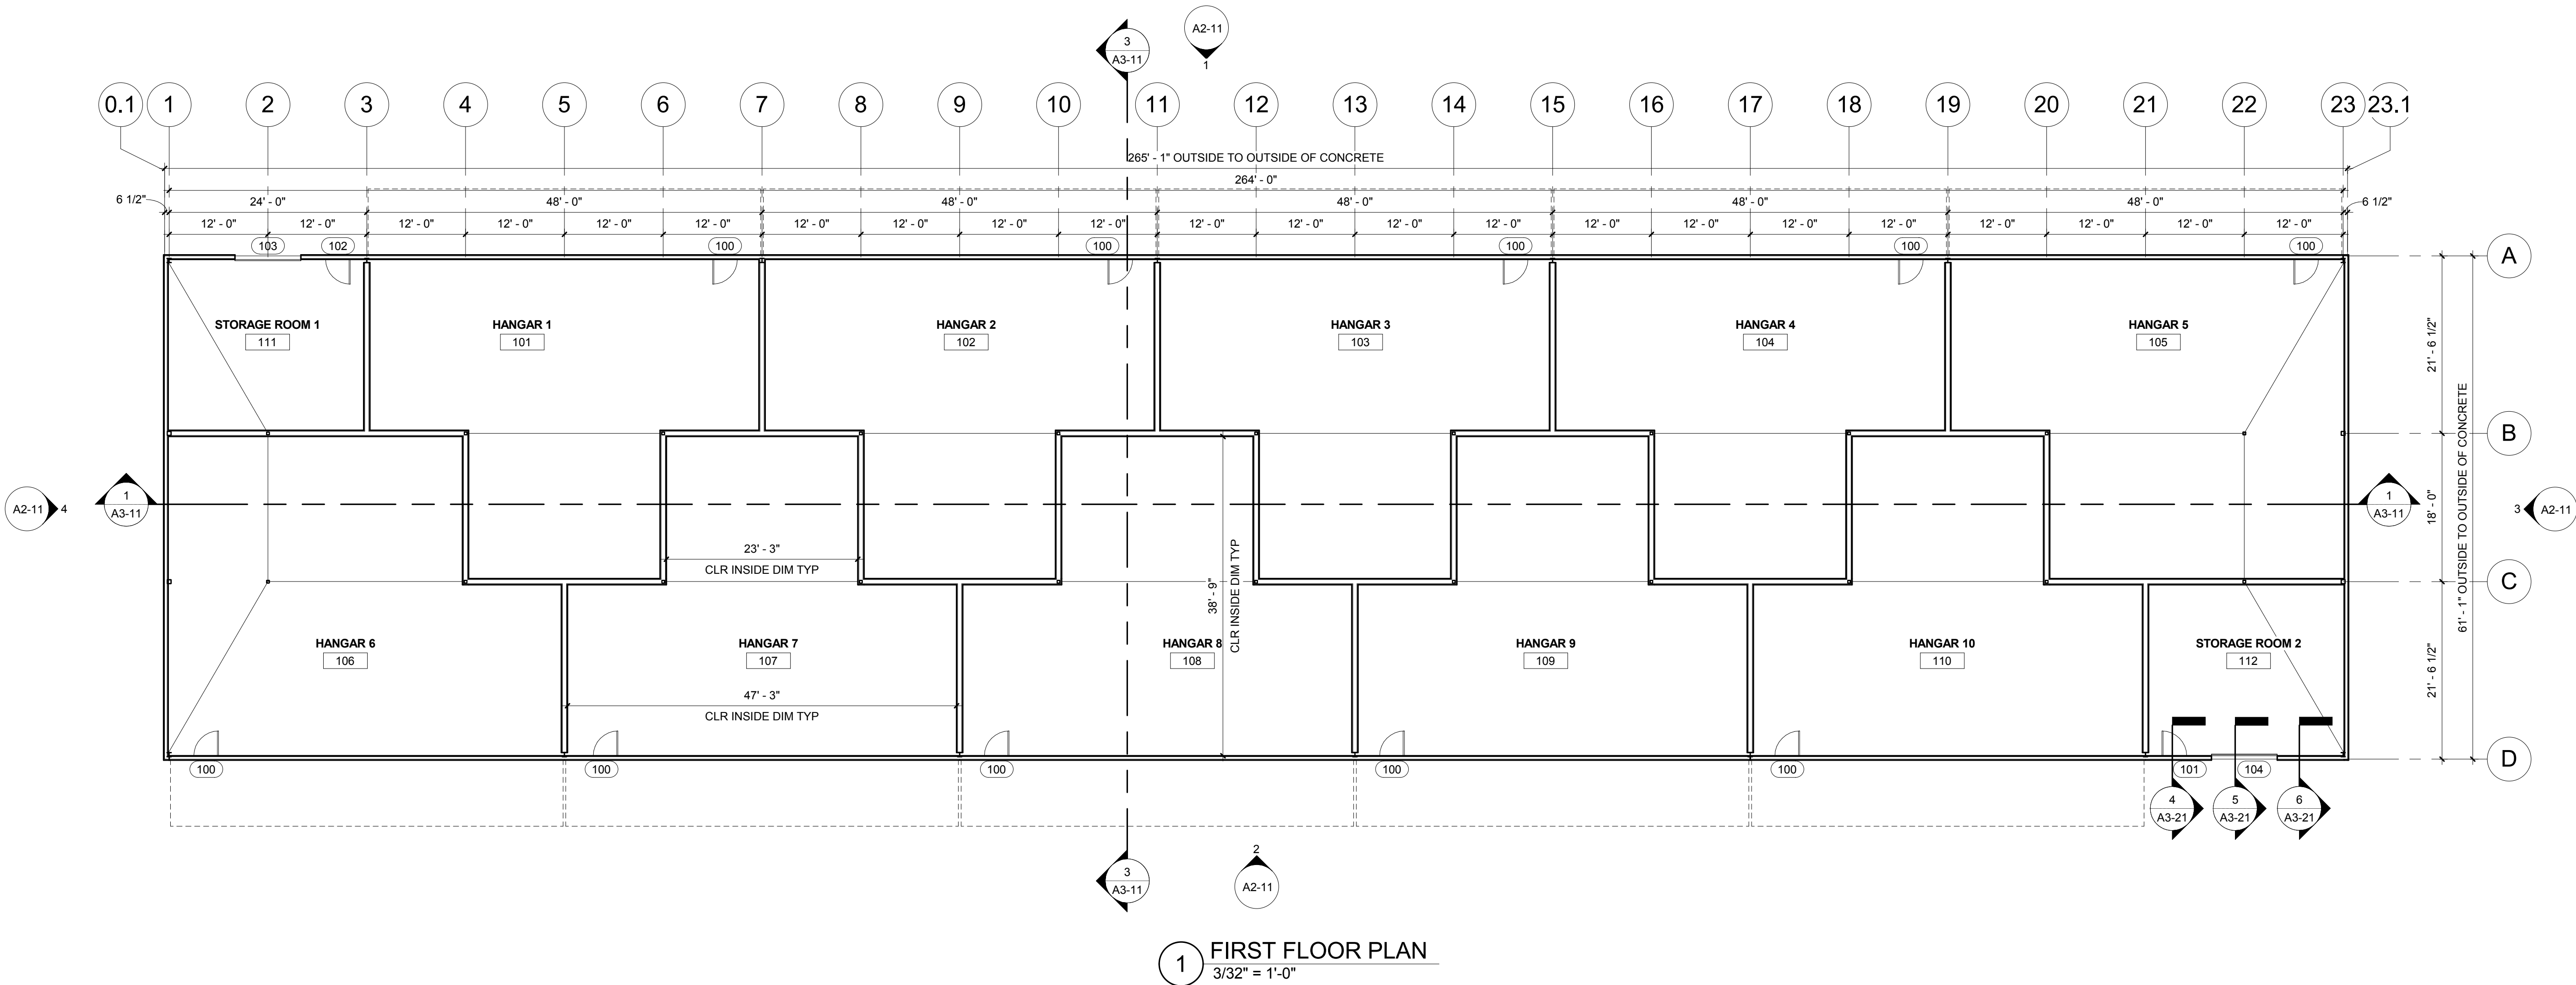 A2-11
1
3
A3-11
0.1 1 2 3 4 5 6 7 8 9 10 11 12 13 14 15 16 17 18 19 20 21 22 23 23.1
265' - 1" OUTSIDE TO OUTSIDE OF CONCRETE
264' - 0"
6 1/2" 24' - 0" 48' - 0" 48' - 0" 48' - 0" 48' - 0" 48' - 0" 6 1/2"
12' - 0" 12' - 0" 12' - 0" 12' - 0" 12' - 0" 12' - 0" 12' - 0" 12' - 0" 12' - 0" 12' - 0" 12' - 0" 12' - 0" 12' - 0" 12' - 0" 12' - 0" 12' - 0" 12' - 0" 12' - 0" 12' - 0" 12' - 0" 12' - 0" 12' - 0"
103 102 100 100 100 100 100
A
STORAGE ROOM 1
111
HANGAR 1
101
HANGAR 2
102
HANGAR 3
103
HANGAR 4
104
HANGAR 5
105
21' - 6 1/2"
B
A2-11 4
1
A3-11
1
A3-11
18' - 0"
61' - 1" OUTSIDE TO OUTSIDE OF CONCRETE
3 A2-11
23' - 3"
CLR INSIDE DIM TYP
38' - 9"
CLR INSIDE DIM TYP
C
HANGAR 6
106
HANGAR 7
107
HANGAR 8
108
HANGAR 9
109
HANGAR 10
110
STORAGE ROOM 2
112
21' - 6 1/2"
47' - 3"
CLR INSIDE DIM TYP
D
100 100 100 100 100 101 104
4
A3-21
5
A3-21
6
A3-21
3
A3-11
2
A2-11
1 FIRST FLOOR PLAN
3/32" = 1'-0"